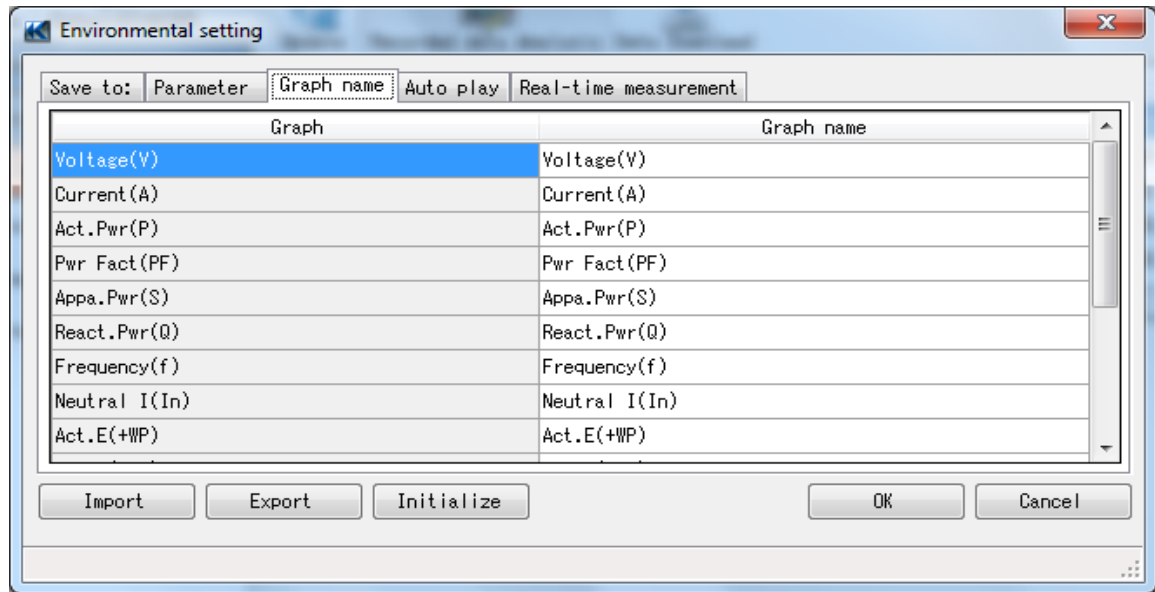 Environmental setting
Save to: Parameter Graph name Auto play Real-time measurement
Graph Graph name
Voltage(V) Voltage(V)
Current(A) Current(A)
Act.Pwr(P) Act.Pwr(P)
Pwr Fact(PF) Pwr Fact(PF)
Appa.Pwr(S) Appa.Pwr(S)
React.Pwr(Q) React.Pwr(Q)
Frequency(f) Frequency(f)
Neutral I(In) Neutral I(In)
Act.E(+WP) Act.E(+WP)
Import Export Initialize OK Cancel